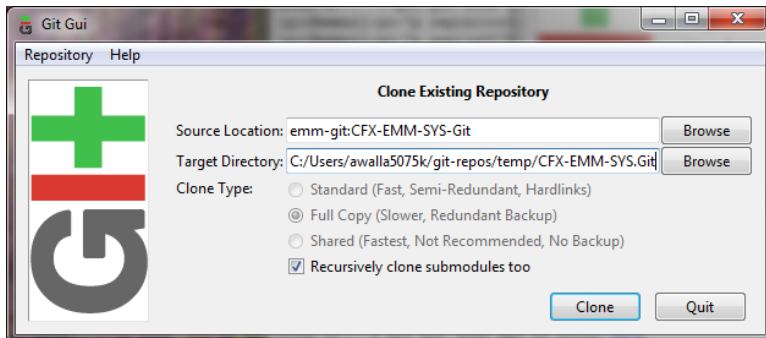 Git Gui
Repository Help
GIT
Clone Existing Repository
Source Location: emm-git:CFX-EMM-SYS-Git Browse
Target Directory: C:/Users/awalla5075k/git-repos/temp/CFX-EMM-SYS.Git Browse
Clone Type: Standard (Fast, Semi-Redundant, Hardlinks)
Full Copy (Slower, Redundant Backup)
Shared (Fastest, Not Recommended, No Backup)
Recursively clone submodules too
Clone Quit